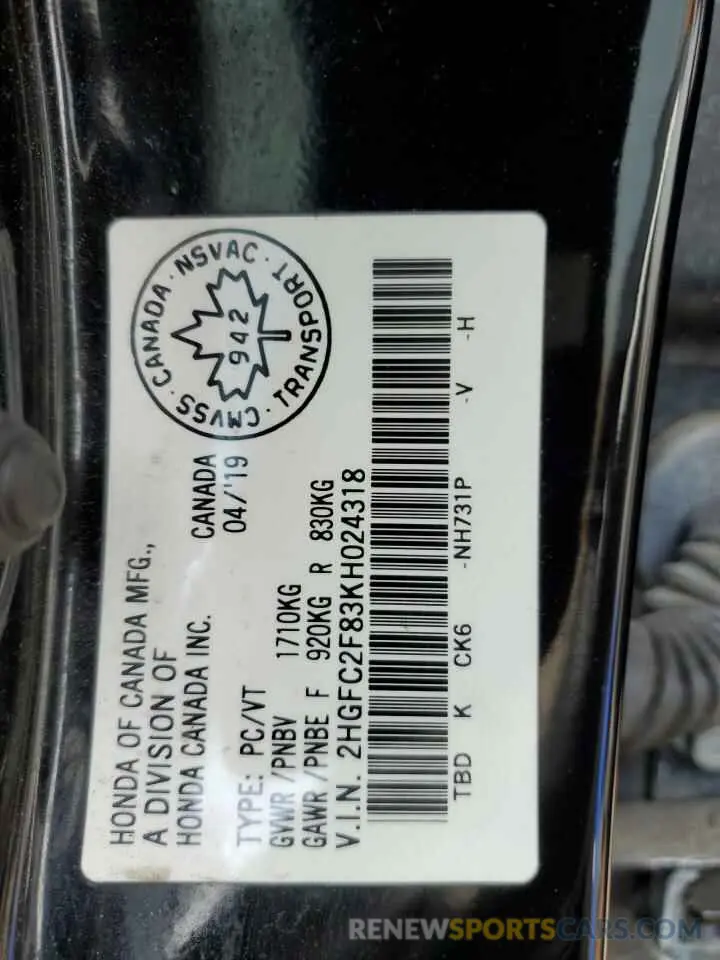 HONDA OF CANADA MFG.,
A DIVISION OF
HONDA CANADA INC.
CANADA
04/'19
TYPE: PC/VT
GVWR/PNBV 1710KG
GAWR/PNBE F 920KG R 830KG
V.I.N. 2HGFC2F83KH024318
TBD K CK6 -NH731P -V -H
CMVSS · CANADA · NSVAC · TRANSPORT ·
942
RENEWSPORTSCARS.COM